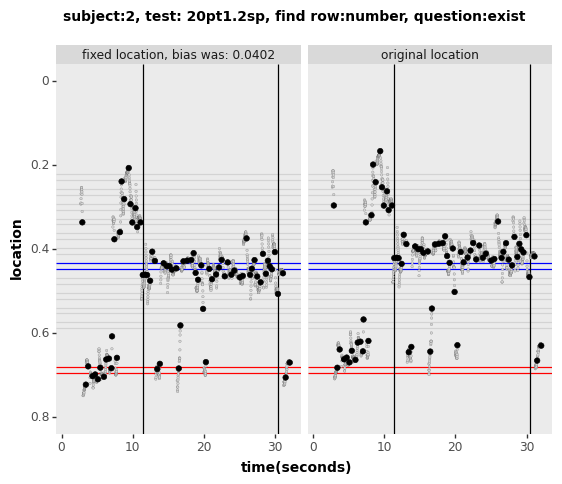 subject:2, test: 20pt1.2sp, find row:number, question:exist
fixed location, bias was: 0.0402
original location
0
0.2
0.4
0.6
0.8
location
0
10
20
30
0
10
20
30
time(seconds)